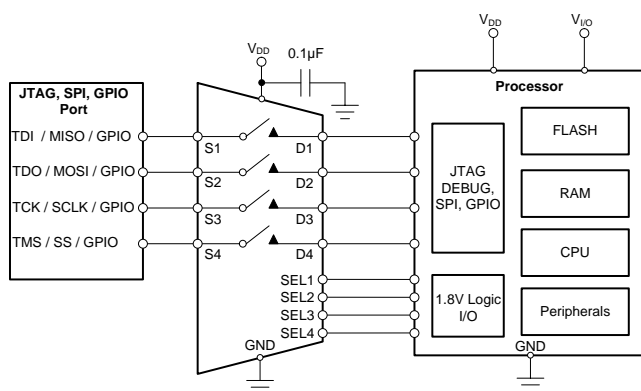 VDD
0.1µF
VDD
VI/O
JTAG, SPI, GPIO
Port
TDI / MISO / GPIO
TDO / MOSI / GPIO
TCK / SCLK / GPIO
TMS / SS / GPIO
S1
D1
S2
D2
S3
D3
S4
D4
SEL1
SEL2
SEL3
SEL4
GND
Processor
JTAG
DEBUG,
SPI, GPIO
1.8V Logic
I/O
FLASH
RAM
CPU
Peripherals
GND